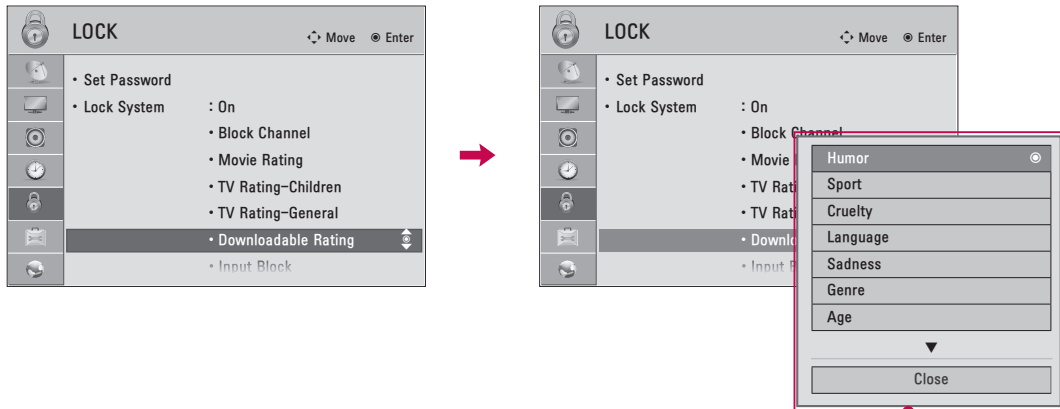 LOCK
Move
Enter
• Set Password
• Lock System : On
• Block Channel
• Movie Rating
• TV Rating-Children
• TV Rating-General
• Downloadable Rating
• Input Block
LOCK
Move
Enter
• Set Password
• Lock System : On
• Block Channel
• Movie
• TV Rati
• TV Rati
• Downlo
• Input B
Humor
Sport
Cruelty
Language
Sadness
Genre
Age
▼
Close